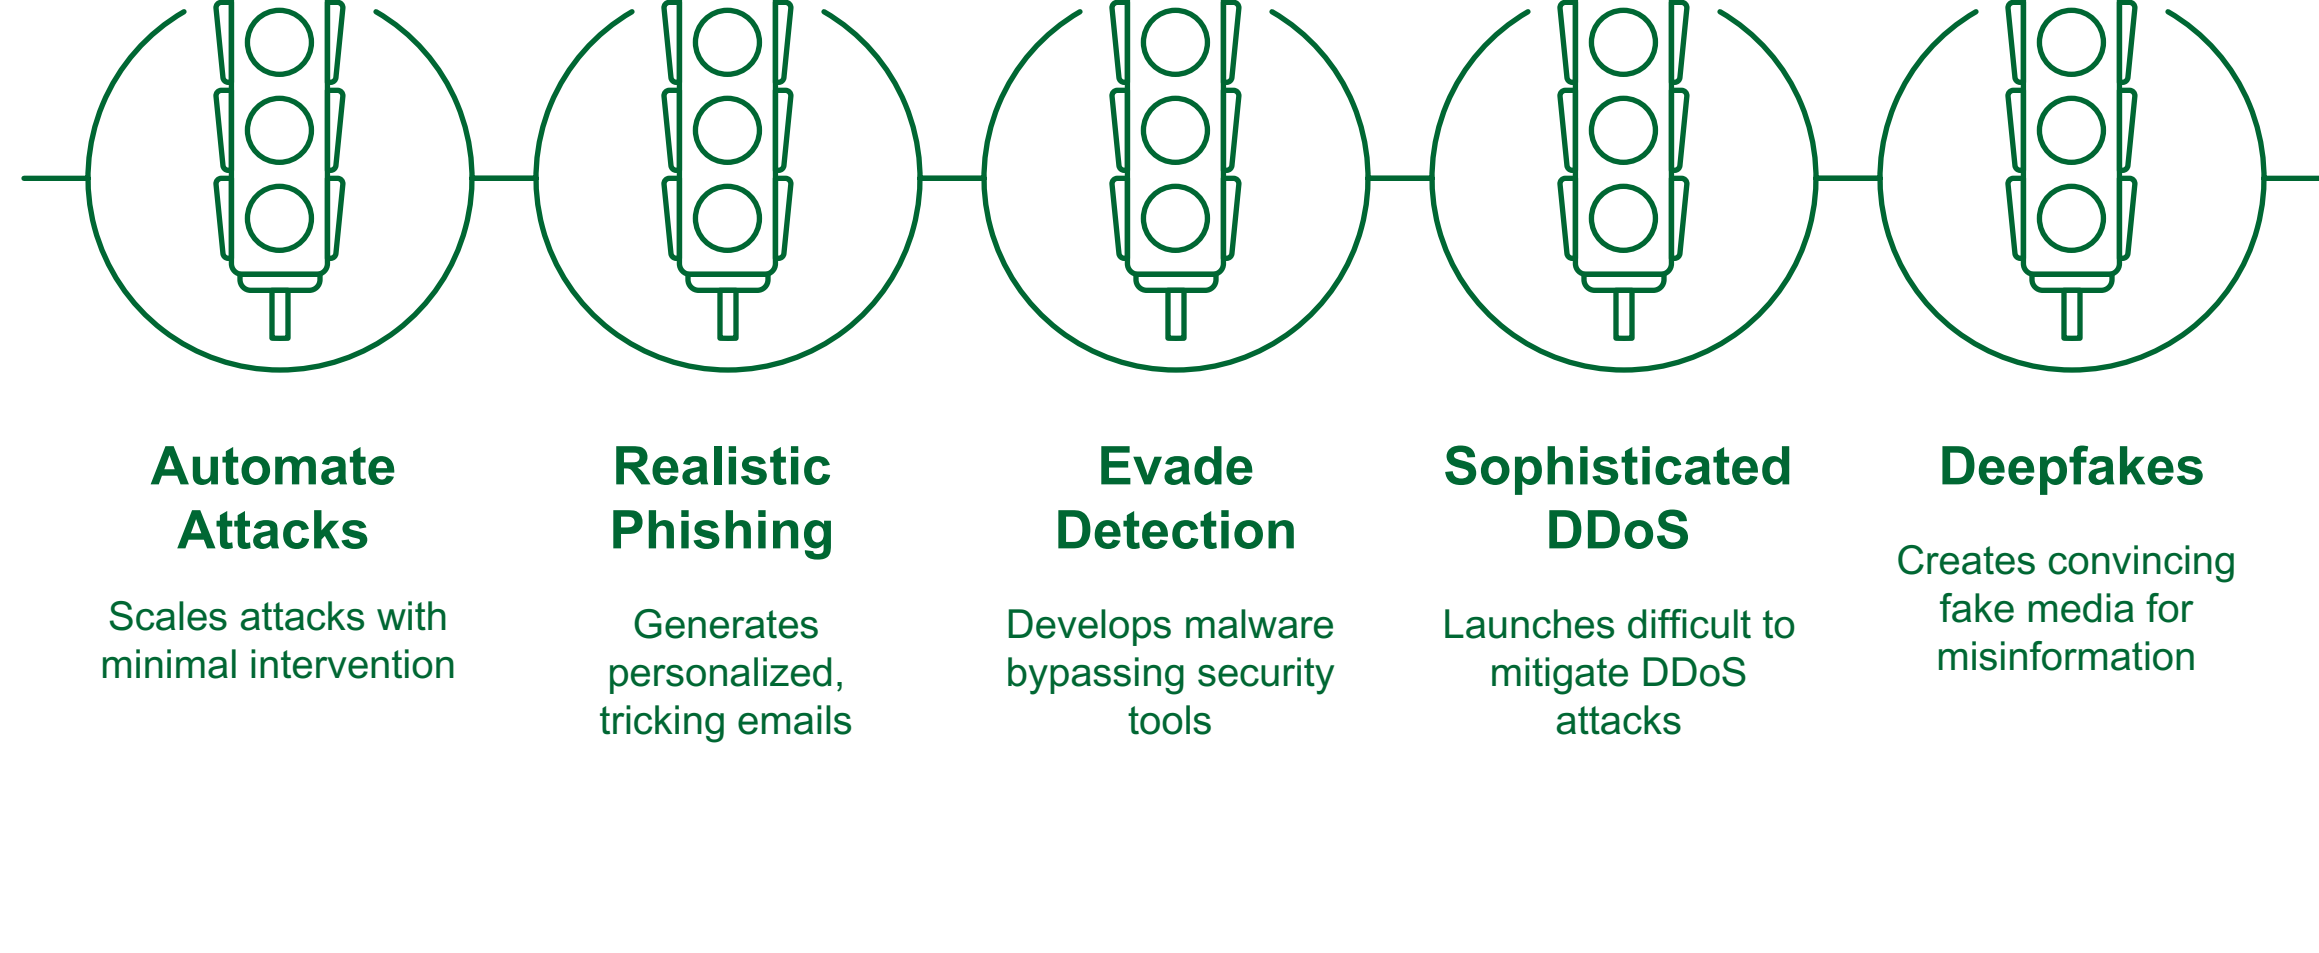 Automate
Attacks
Scales attacks with
minimal intervention
Realistic
Phishing
Generates
personalized,
tricking emails
Evade
Detection
Develops malware
bypassing security
tools
Sophisticated
DDoS
Launches difficult to
mitigate DDoS
attacks
Deepfakes
Creates convincing
fake media for
misinformation